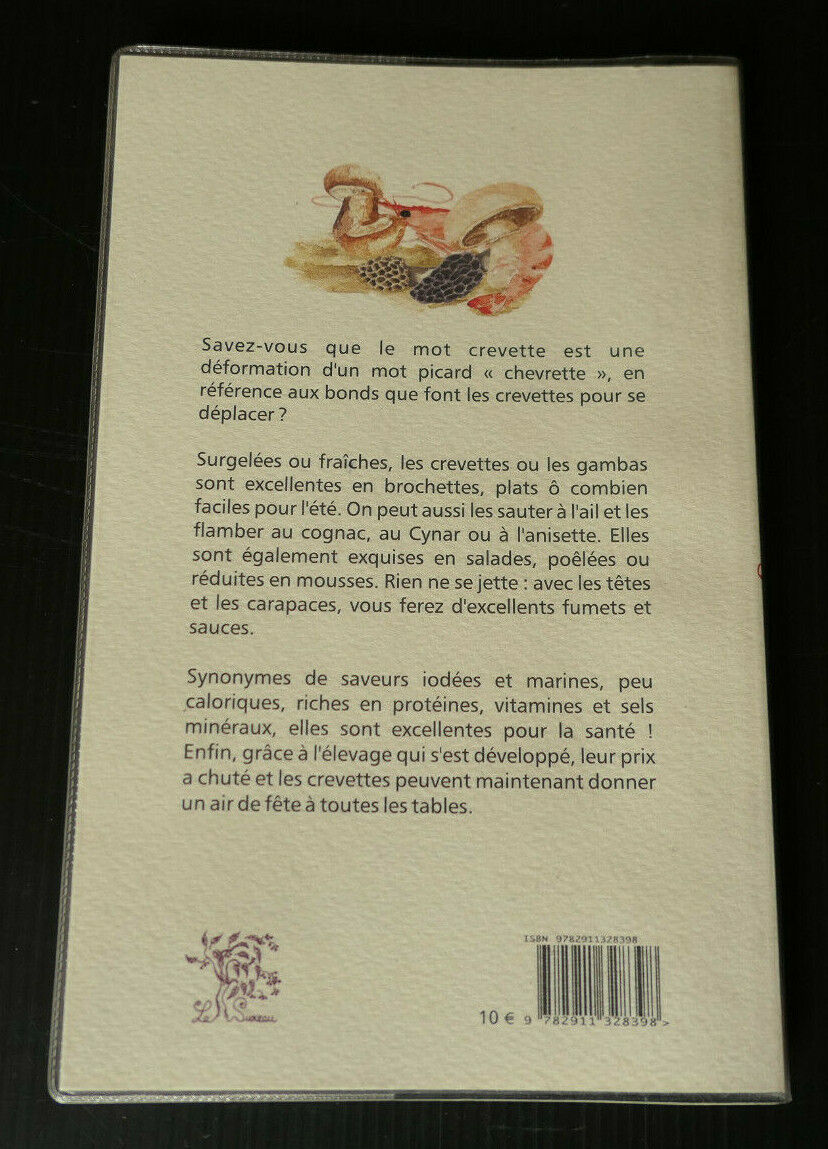 Savez-vous que le mot crevette est une
déformation d'un mot picard « chevrette », en
référence aux bonds que font les crevettes pour se
déplacer ?
Surgelées ou fraîches, les crevettes ou les gambas
sont excellentes en brochettes, plats ô combien
faciles pour l'été. On peut aussi les sauter à l'ail et les
flamber au cognac, au Cynar ou à l'anisette. Elles
sont également exquises en salades, poêlées ou
réduites en mousses. Rien ne se jette : avec les têtes
et les carapaces, vous ferez d'excellents fumets et
sauces.
Synonymes de saveurs iodées et marines, peu
caloriques, riches en protéines, vitamines et sels
minéraux, elles sont excellentes pour la santé !
Enfin, grâce à l'élevage qui s'est développé, leur prix
a chuté et les crevettes peuvent maintenant donner
un air de fête à toutes les tables.
Le Sureau
ISBN 9782911328398
10 € 9 782911 328398 >